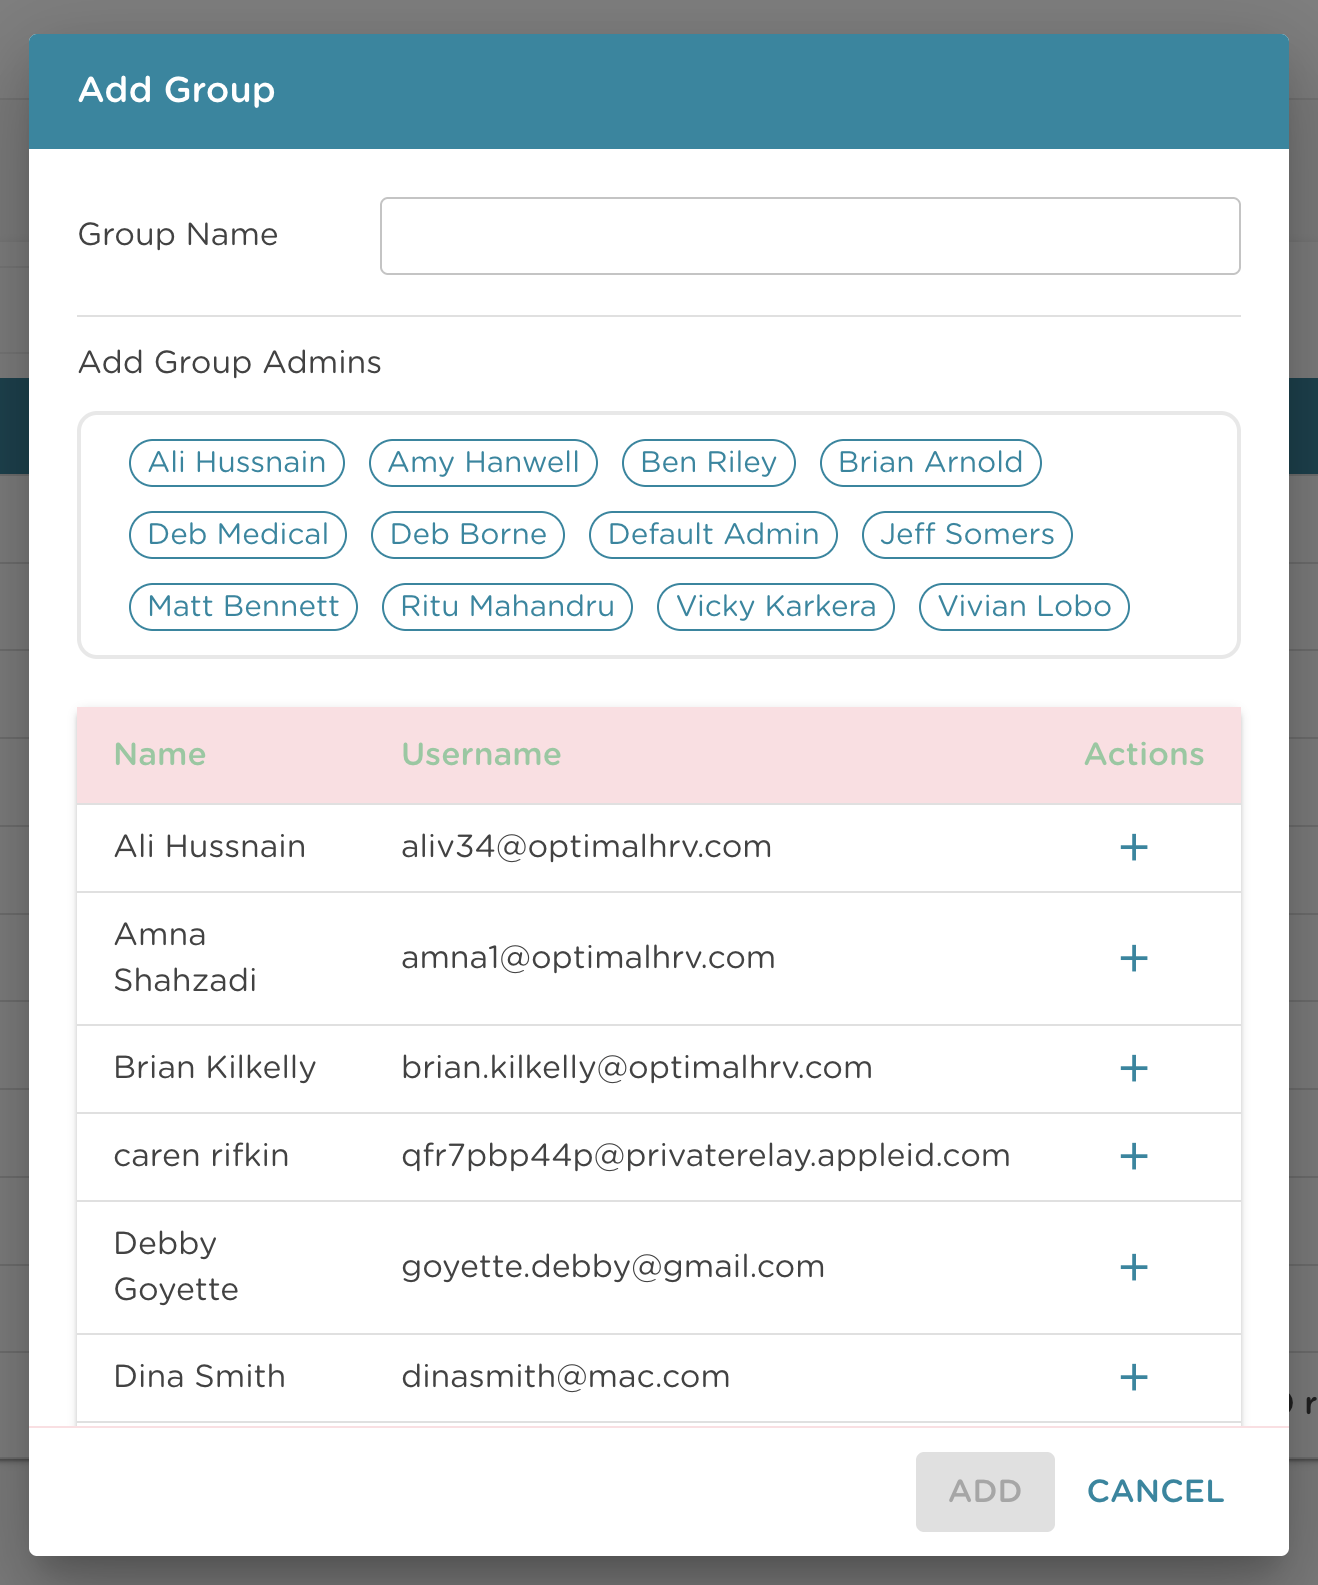 Add Group
Group Name
Add Group Admins
Ali Hussnain Amy Hanwell Ben Riley Brian Arnold
Deb Medical Deb Borne Default Admin Jeff Somers
Matt Bennett Ritu Mahandru Vicky Karkera Vivian Lobo
Name Username Actions
Ali Hussnain aliv34@optimalhrv.com +
Amna
Shahzadi amna1@optimalhrv.com +
Brian Kilkelly brian.kilkelly@optimalhrv.com +
caren rifkin qfr7pbp44p@privaterelay.appleid.com +
Debby
Goyette goyette.debby@gmail.com +
Dina Smith dinasmith@mac.com +
ADD CANCEL